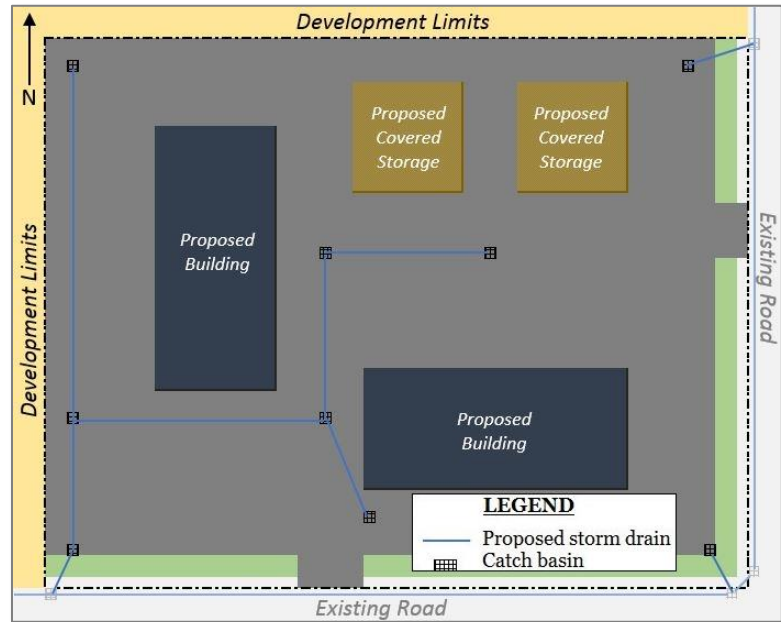 Development Limits
N
Proposed
Covered
Storage
Proposed
Covered
Storage
Proposed
Building
Development Limits
Existing Road
Proposed
Building
LEGEND
Proposed storm drain
Catch basin
Existing Road